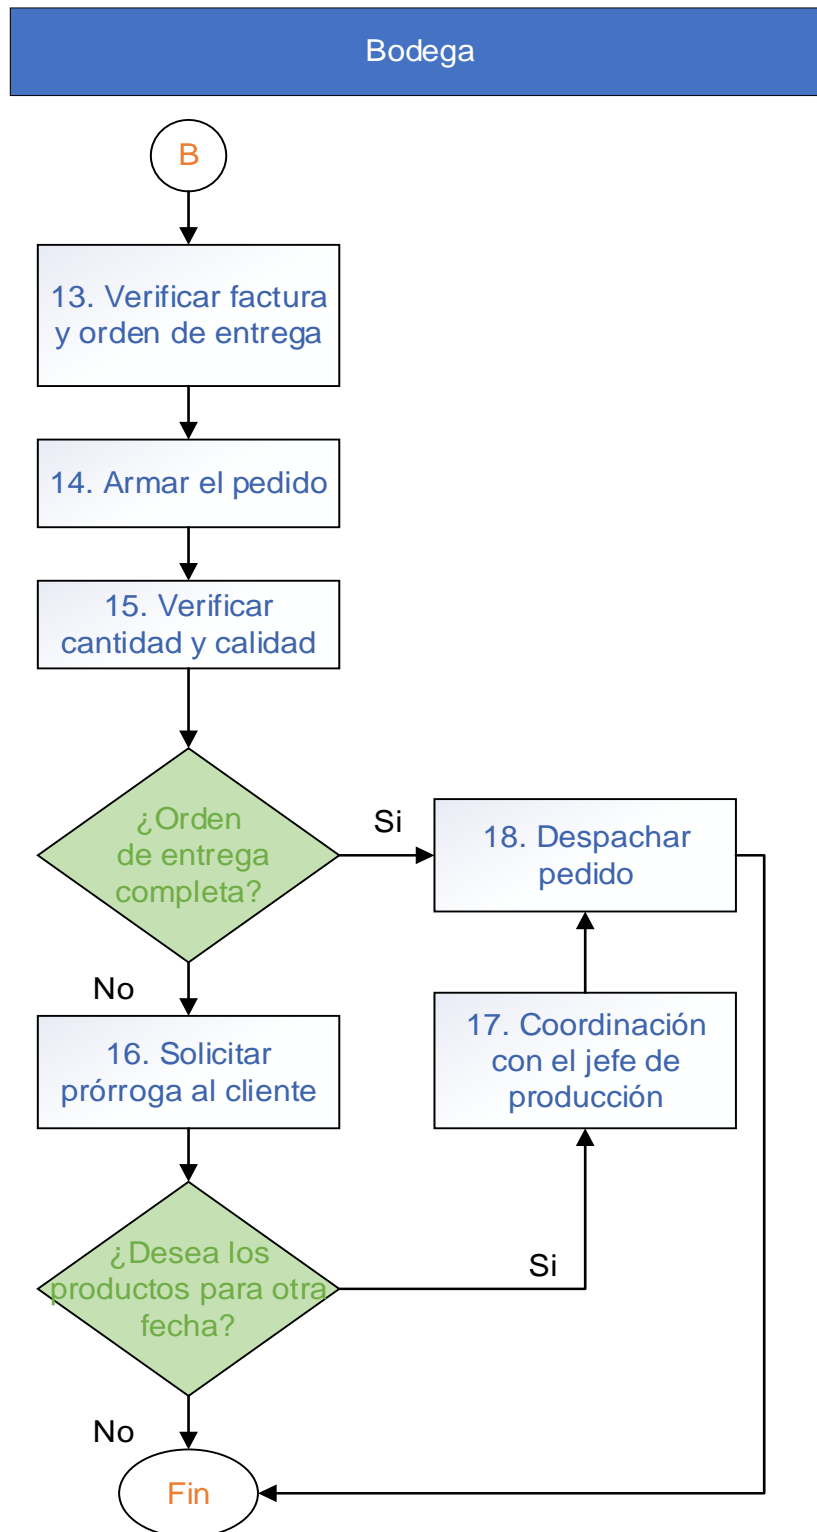 Bodega
B
13. Verificar factura
y orden de entrega
14. Armar el pedido
15. Verificar
cantidad y calidad
¿Orden
de entrega
completa?
Si
18. Despachar
pedido
No
16. Solicitar
prórroga al cliente
17. Coordinación
con el jefe de
producción
¿Desea los
productos para otra
fecha?
Si
No
Fin